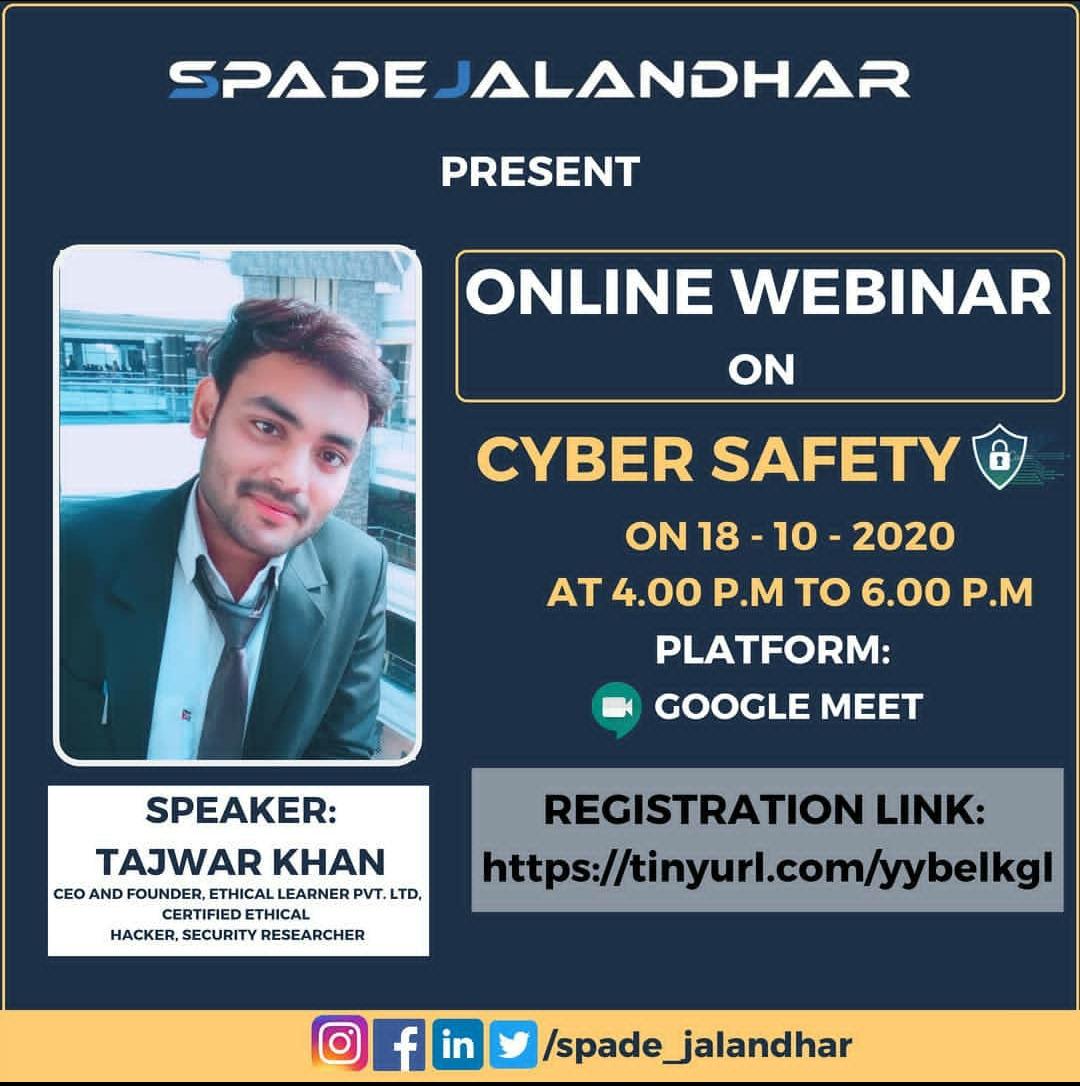 SPADE JALANDHAR
PRESENT
ONLINE WEBINAR
ON
CYBER SAFETY
ON 18 - 10 - 2020
AT 4.00 P.M TO 6.00 P.M
PLATFORM:
GOOGLE MEET
SPEAKER:
TAJWAR KHAN
CEO AND FOUNDER, ETHICAL LEARNER PVT. LTD,
CERTIFIED ETHICAL
HACKER, SECURITY RESEARCHER
REGISTRATION LINK:
https://tinyurl.com/yybelkgl
f in /spade_jalandhar